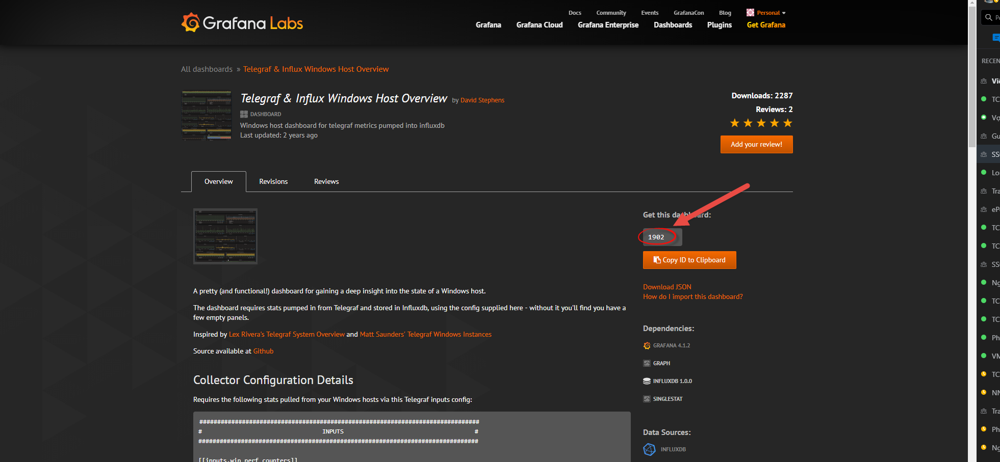 Docs Community Events GrafanaCon Blog Personal
Grafana Labs
Grafana Grafana Cloud Grafana Enterprise Dashboards Plugins Get Grafana
All dashboards » Telegraf & Influx Windows Host Overview
Telegraf & Influx Windows Host Overview by David Stephens
DASHBOARD
Windows host dashboard for telegraf metrics pumped into influxdb
Last updated: 2 years ago
Downloads: 2287
Reviews: 2
Add your review!
Overview Revisions Reviews
Get this dashboard:
1902
Copy ID to Clipboard
Download JSON
How do I import this dashboard?
A pretty (and functional!) dashboard for gaining a deep insight into the state of a Windows host.
The dashboard requires stats pumped in from Telegraf and stored in Influxdb, using the config supplied here - without it you'll find you have a
few empty panels.
Inspired by Lex Rivera's Telegraf System Overview and Matt Saunders' Telegraf Windows Instances
Source available at Github
Collector Configuration Details
Requires the following stats pulled from your Windows hosts via this Telegraf inputs config:
###############################################################################
# INPUTS #
###############################################################################
[[inputs.win_perf_counters]]
Dependencies:
GRAFANA 4.1.2
GRAPH
INFLUXDB 1.0.0
SINGLESTAT
Data Sources:
INFLUXDB
RECEN
TC
Vợ
Gu
SS
Lo
Tra
eP
TC
TC
SS
Ng
TC
TC
Ph
VM
TC
NN
Tra
Ph
Ng